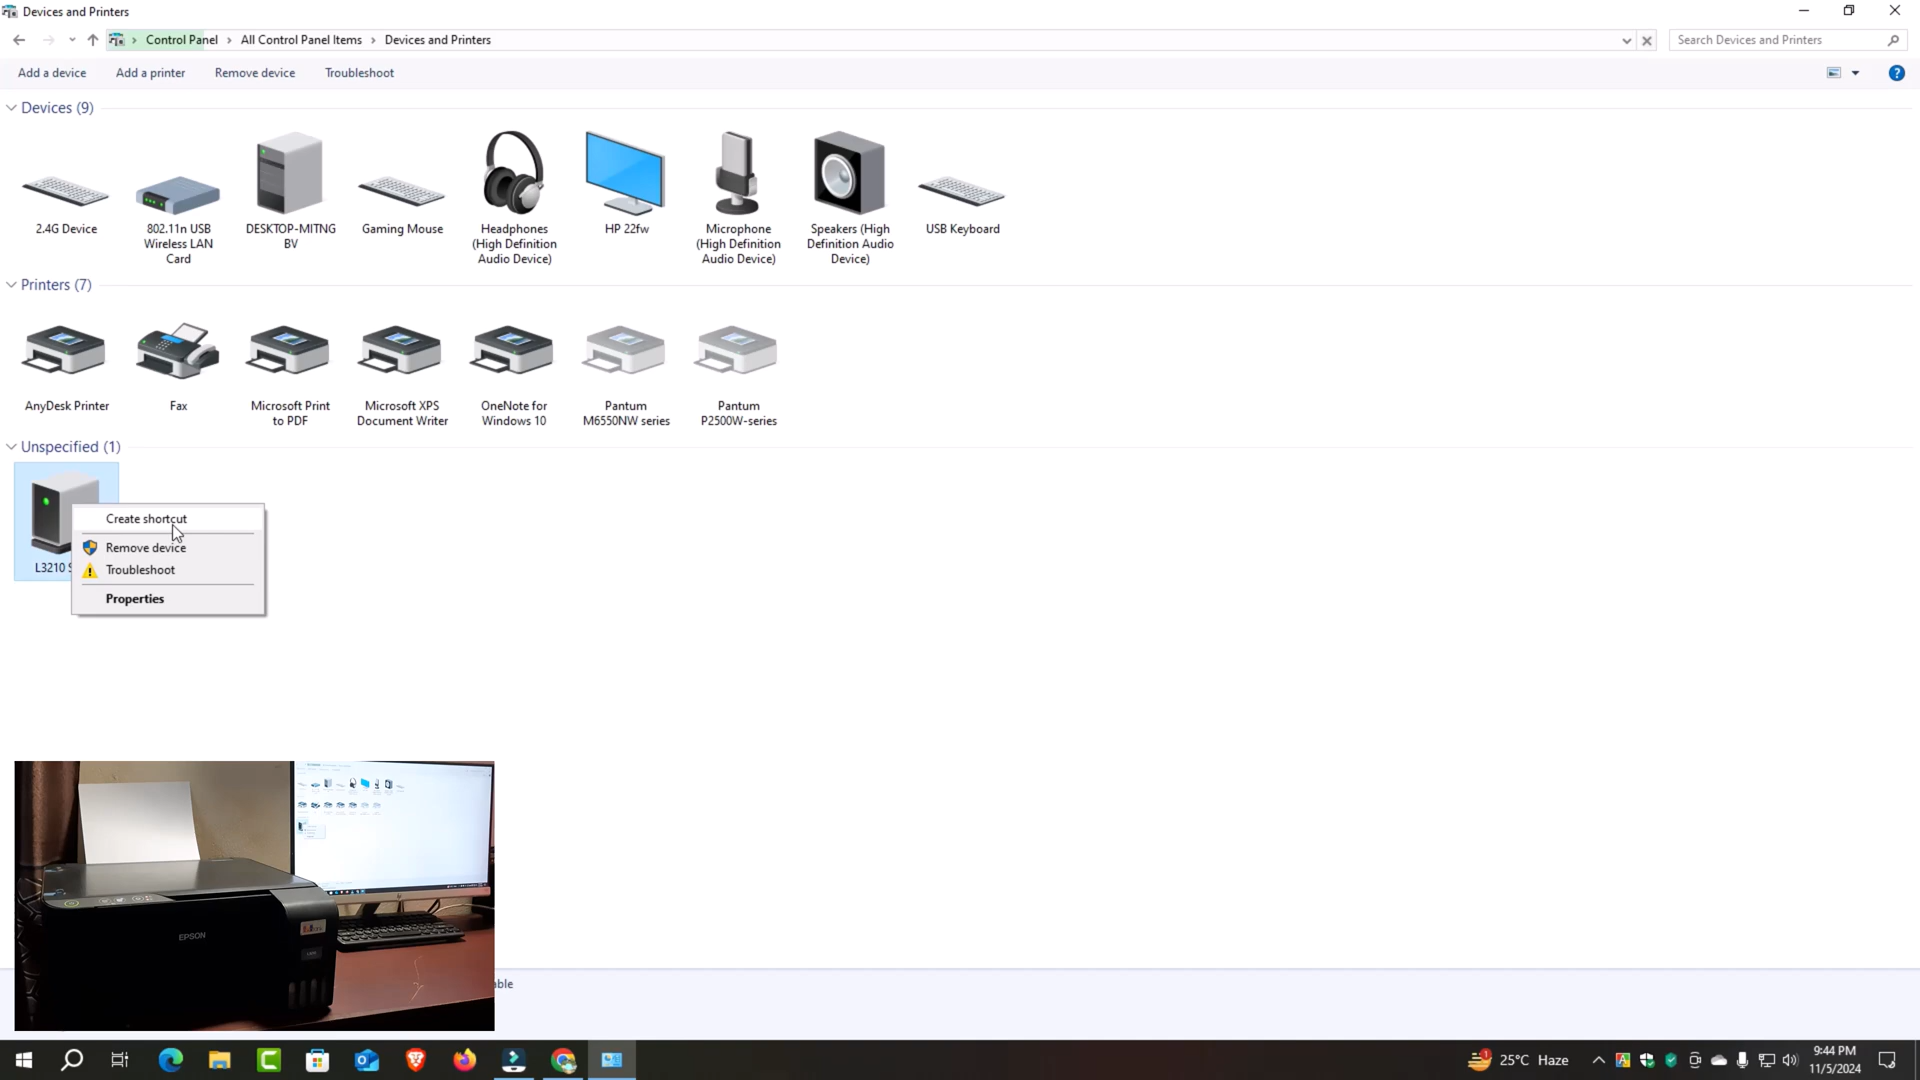 Devices and Printers
Control Panel > All Control Panel Items > Devices and Printers
Search Devices and Printers
Add a device
Add a printer
Remove device
Troubleshoot
Devices (9)
2.4G Device
802.11n USB
Wireless LAN
Card
DESKTOP-MITNG
BV
Gaming Mouse
Headphones
(High Definition
Audio Device)
HP 22fw
Microphone
(High Definition
Audio Device)
Speakers (High
Definition Audio
Device)
USB Keyboard
Printers (7)
AnyDesk Printer
Fax
Microsoft Print
to PDF
Microsoft XPS
Document Writer
OneNote for
Windows 10
Pantum
M6550NW series
Pantum
P2500W-series
Unspecified (1)
L3210 S
Create shortcut
Remove device
Troubleshoot
Properties
EPSON
able
25°C Haze
9:44 PM
11/5/2024